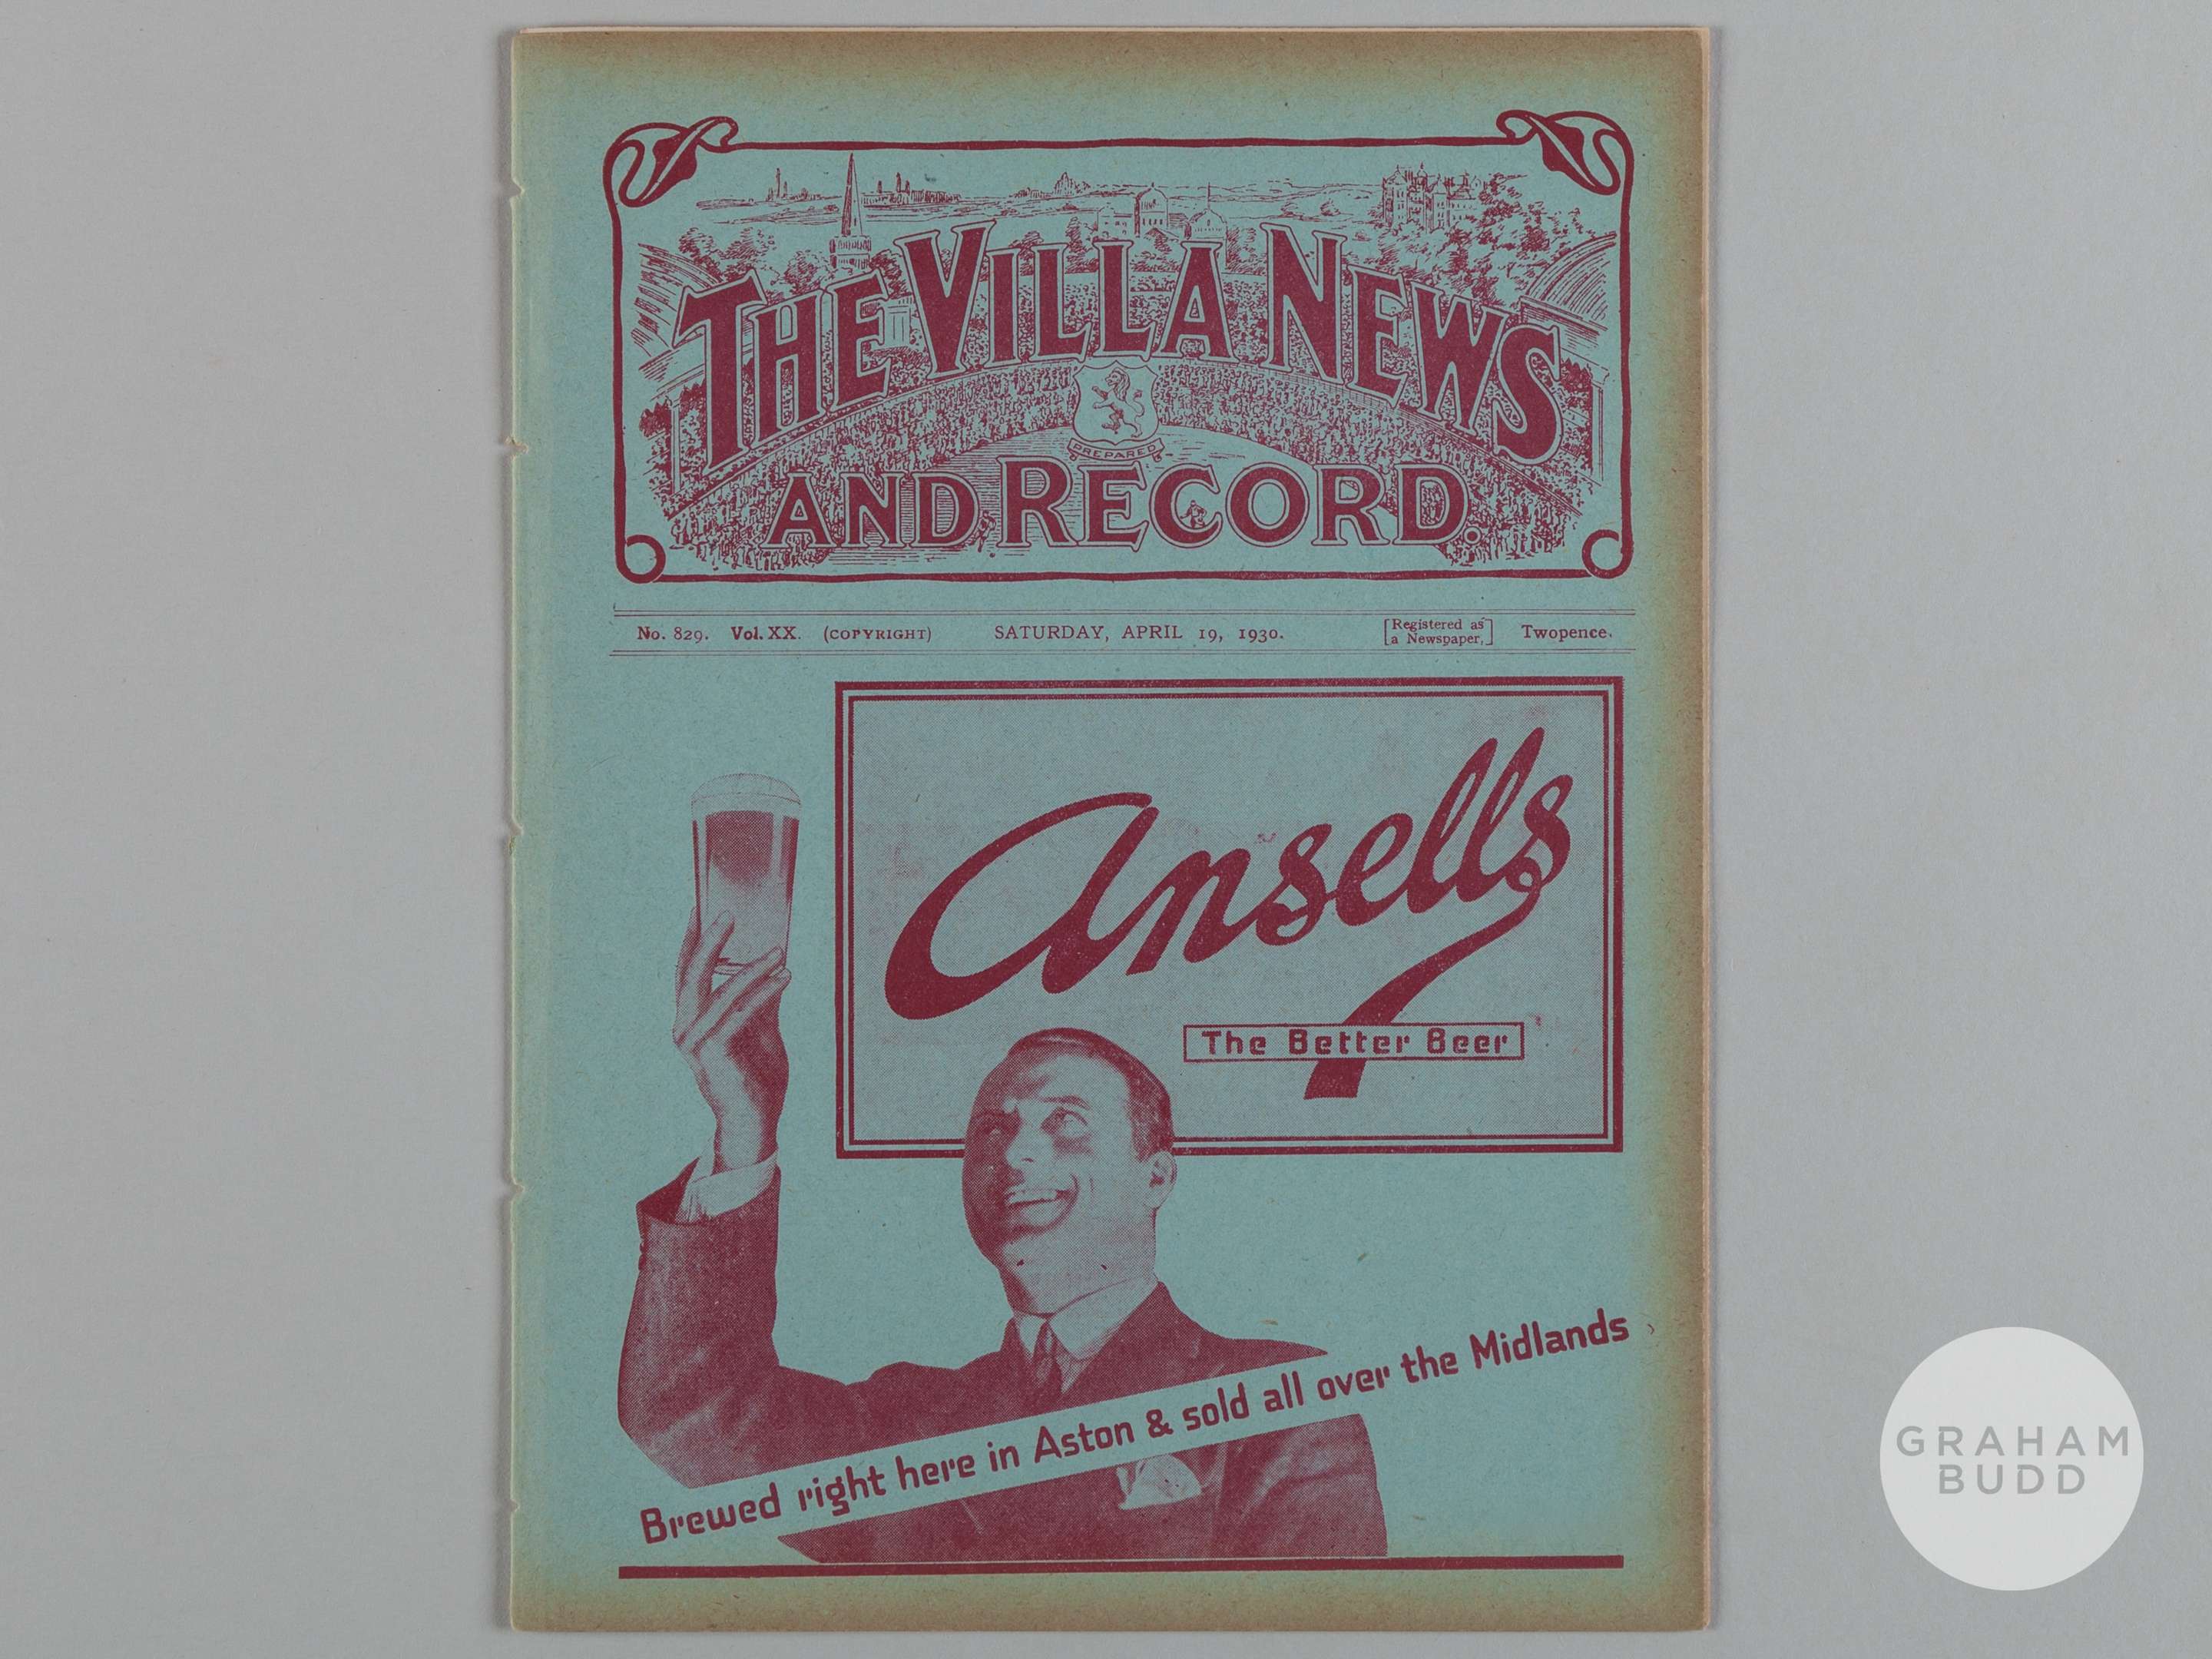 THE VILLA NEWS
PREPARED
AND RECORD.
No. 829. Vol. XX. (COPYRIGHT) SATURDAY, APRIL 19, 1930. [Registered as a Newspaper.] Twopence.
Ansells
The Better Beer
Brewed right here in Aston & sold all over the Midlands
GRAHAM
BUDD